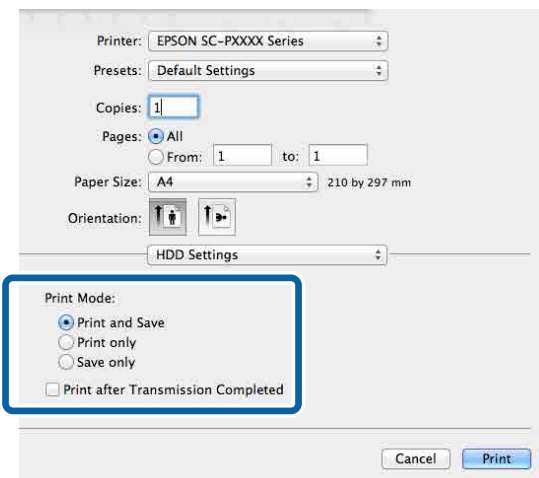 Printer: EPSON SC-PXXXX Series
Presets: Default Settings
Copies: 1
Pages: All
From: 1 to: 1
Paper Size: A4 210 by 297 mm
Orientation:
HDD Settings
Print Mode:
Print and Save
Print only
Save only
Print after Transmission Completed
Cancel Print